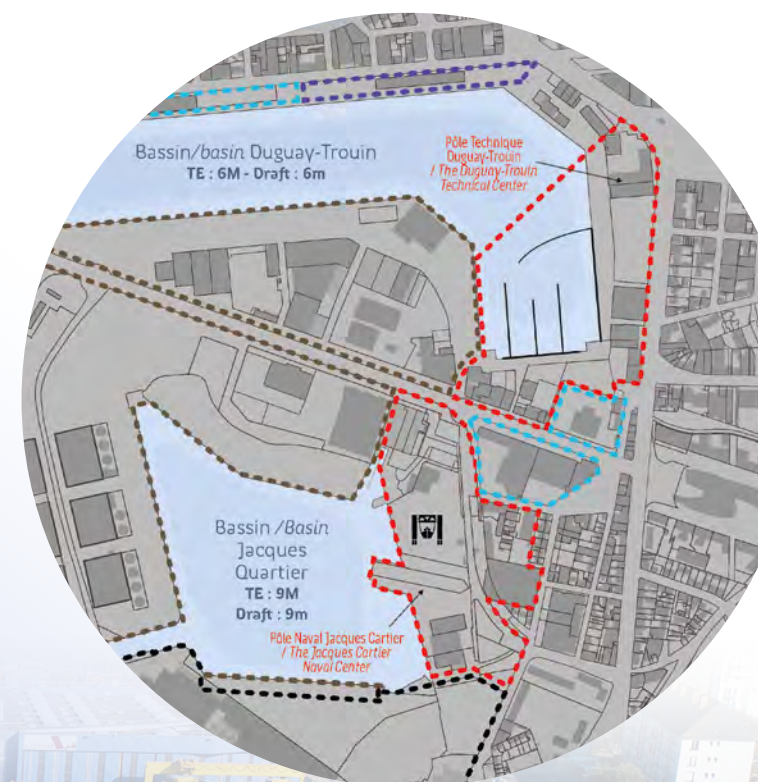 Bassin/basin Duguay-Trouin
TE : 6M - Draft : 6m
Pôle Technique
Duguay-Trouin
/ The Duguay-Trouin
Technical Center
Bassin /Basin
Jacques
Quartier
TE : 9M
Draft : 9m
Pôle Naval Jacques Cartier
/ The Jacques Cartier
Naval Center